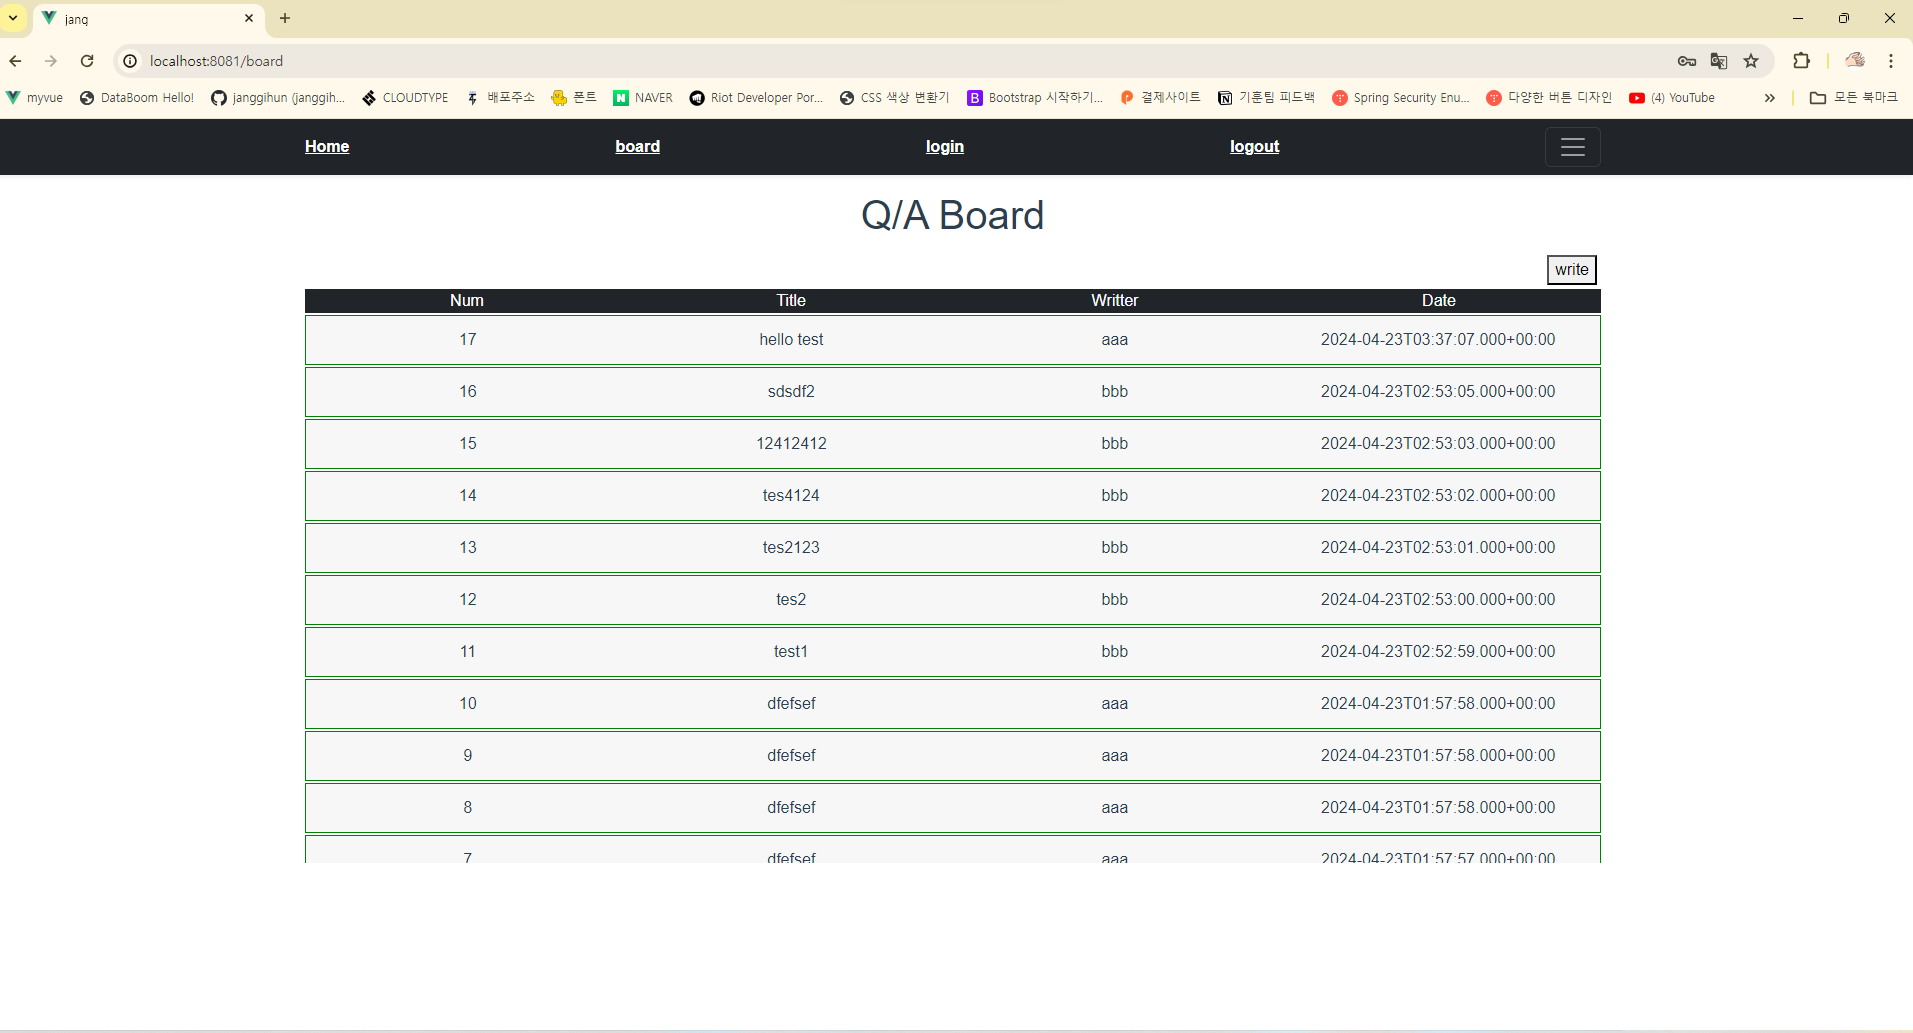 jang
localhost:8081/board
myvue DataBoom Hello! janggihun (janggih... CLOUDTYPE 배포주소 폰트 NAVER Riot Developer Por... CSS 색상 변환기 Bootstrap 시작하기... 결제사이트 기훈팀 피드백 Spring Security Enu... 다양한 버튼 디자인 (4) YouTube 모든 북마크
Home board login logout
Q/A Board
write
Num Title Writter Date
17 hello test aaa 2024-04-23T03:37:07.000+00:00
16 sdsdf2 bbb 2024-04-23T02:53:05.000+00:00
15 12412412 bbb 2024-04-23T02:53:03.000+00:00
14 tes4124 bbb 2024-04-23T02:53:02.000+00:00
13 tes2123 bbb 2024-04-23T02:53:01.000+00:00
12 tes2 bbb 2024-04-23T02:53:00.000+00:00
11 test1 bbb 2024-04-23T02:52:59.000+00:00
10 dfefsef aaa 2024-04-23T01:57:58.000+00:00
9 dfefsef aaa 2024-04-23T01:57:58.000+00:00
8 dfefsef aaa 2024-04-23T01:57:58.000+00:00
7 dfefsef aaa 2024-04-23T01:57:57.000+00:00